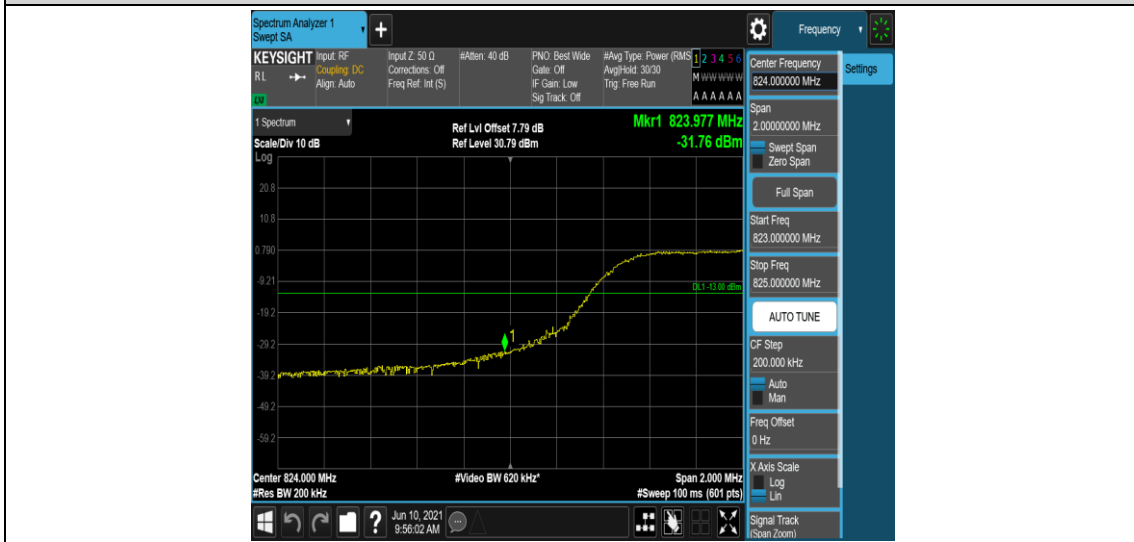 Spectrum Analyzer 1
Swept SA
+
Frequency
KEYSIGHT
RL
Input: RF
Coupling: DC
Align: Auto
Input Z: 50 Ω
Corrections: Off
Freq Ref: Int (S)
#Atten: 40 dB
PNO: Best Wide
Gate: Off
IF Gain: Low
Sig Track: Off
#Avg Type: Power (RMS
Avg|Hold: 30/30
Trig: Free Run
1 2 3 4 5 6
M W W W W W
A A A A A A
1 Spectrum
Scale/Div 10 dB
Log
Ref Lvl Offset 7.79 dB
Ref Level 30.79 dBm
Mkr1 823.977 MHz
-31.76 dBm
20.8
10.8
0.790
-9.21
DL1 -13.00 dBm
-19.2
-29.2
1
-39.2
-49.2
-59.2
Center 824.000 MHz
#Res BW 200 kHz
#Video BW 620 kHz*
Span 2.000 MHz
#Sweep 100 ms (601 pts)
?
Jun 10, 2021
9:56:02 AM
Center Frequency
824.000000 MHz
Settings
Span
2.00000000 MHz
Swept Span
Zero Span
Full Span
Start Freq
823.000000 MHz
Stop Freq
825.000000 MHz
AUTO TUNE
CF Step
200.000 kHz
Auto
Man
Freq Offset
0 Hz
X Axis Scale
Log
Lin
Signal Track
(Span Zoom)